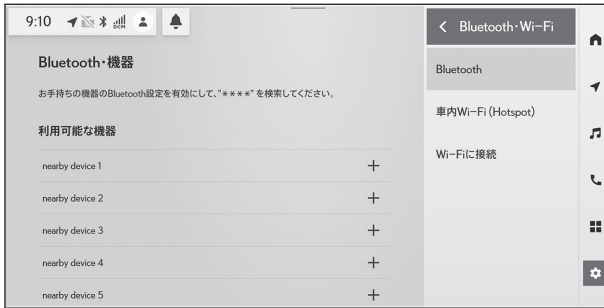 9:10
DCM
Bluetooth・機器
お手持ちの機器のBluetooth設定を有効にして、"＊＊＊＊" を検索してください。
利用可能な機器
nearby device 1
nearby device 2
nearby device 3
nearby device 4
nearby device 5
Bluetooth・Wi-Fi
Bluetooth
車内Wi-Fi (Hotspot)
Wi-Fiに接続